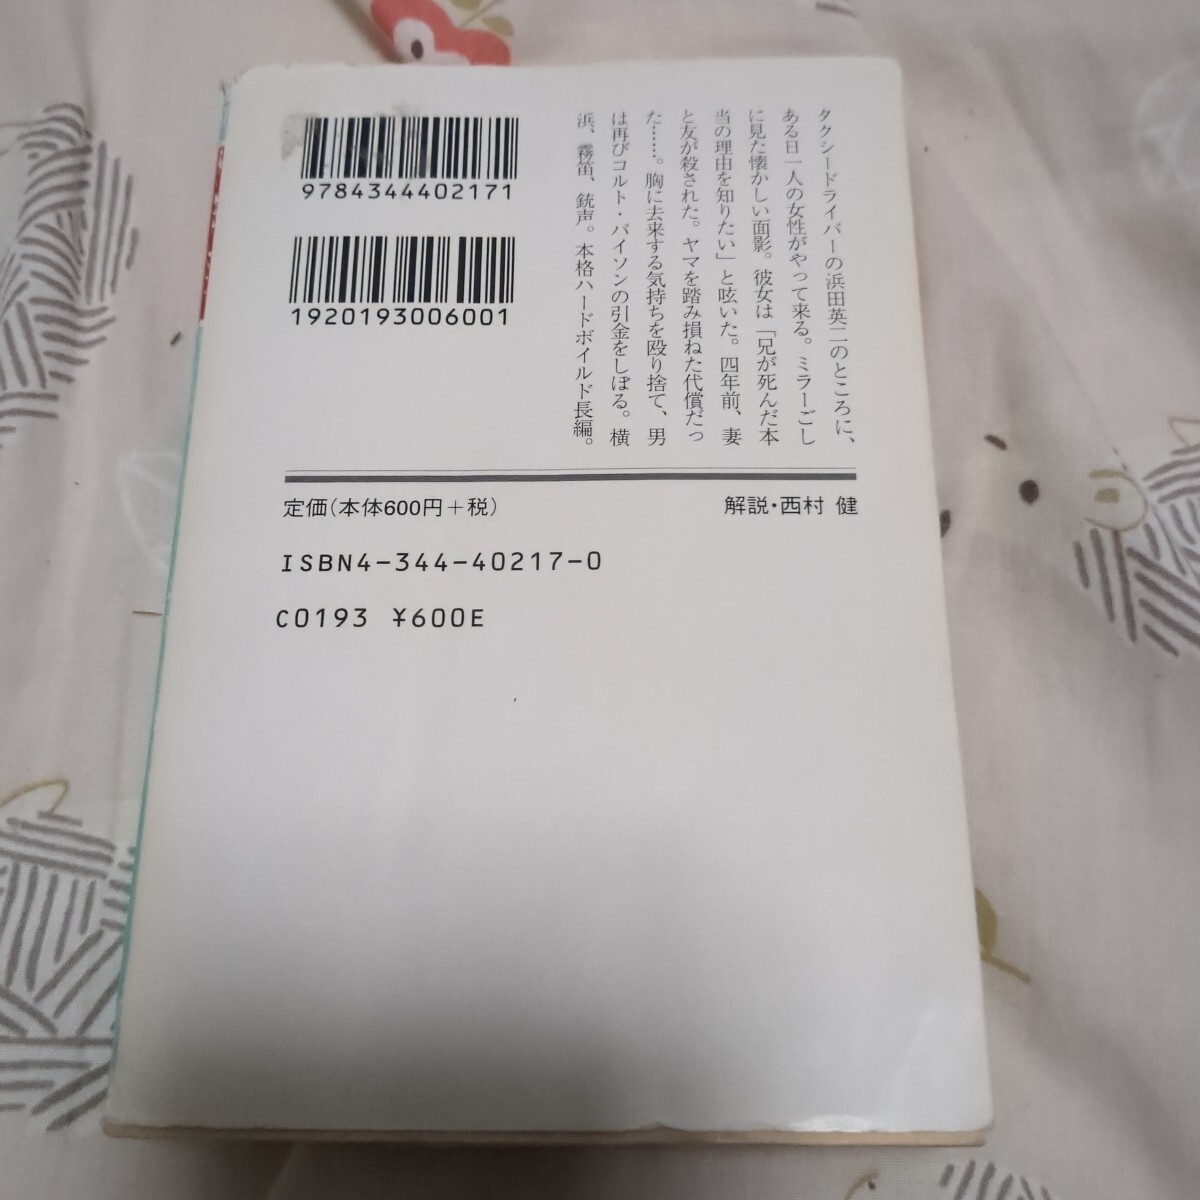 タクシードライバーの浜田英二のところに、
ある日一人の女性がやって来る。ミラーごし
に見た懐かしい面影。彼女は「兄が死んだ本
当の理由を知りたい」と呟いた。四年前、妻
と友が殺された。ヤマを踏み損ねた代償だっ
た……。胸に去来する気持ちを殴り捨て、男
は再びコルト・パイソンの引金をしぼる。横
浜、霧笛、銃声。本格ハードボイルド長編。
9784344402171
1920193006001
定価(本体600円+税)
解説・西村 健
ISBN4-344-40217-0
C0193 ¥600E